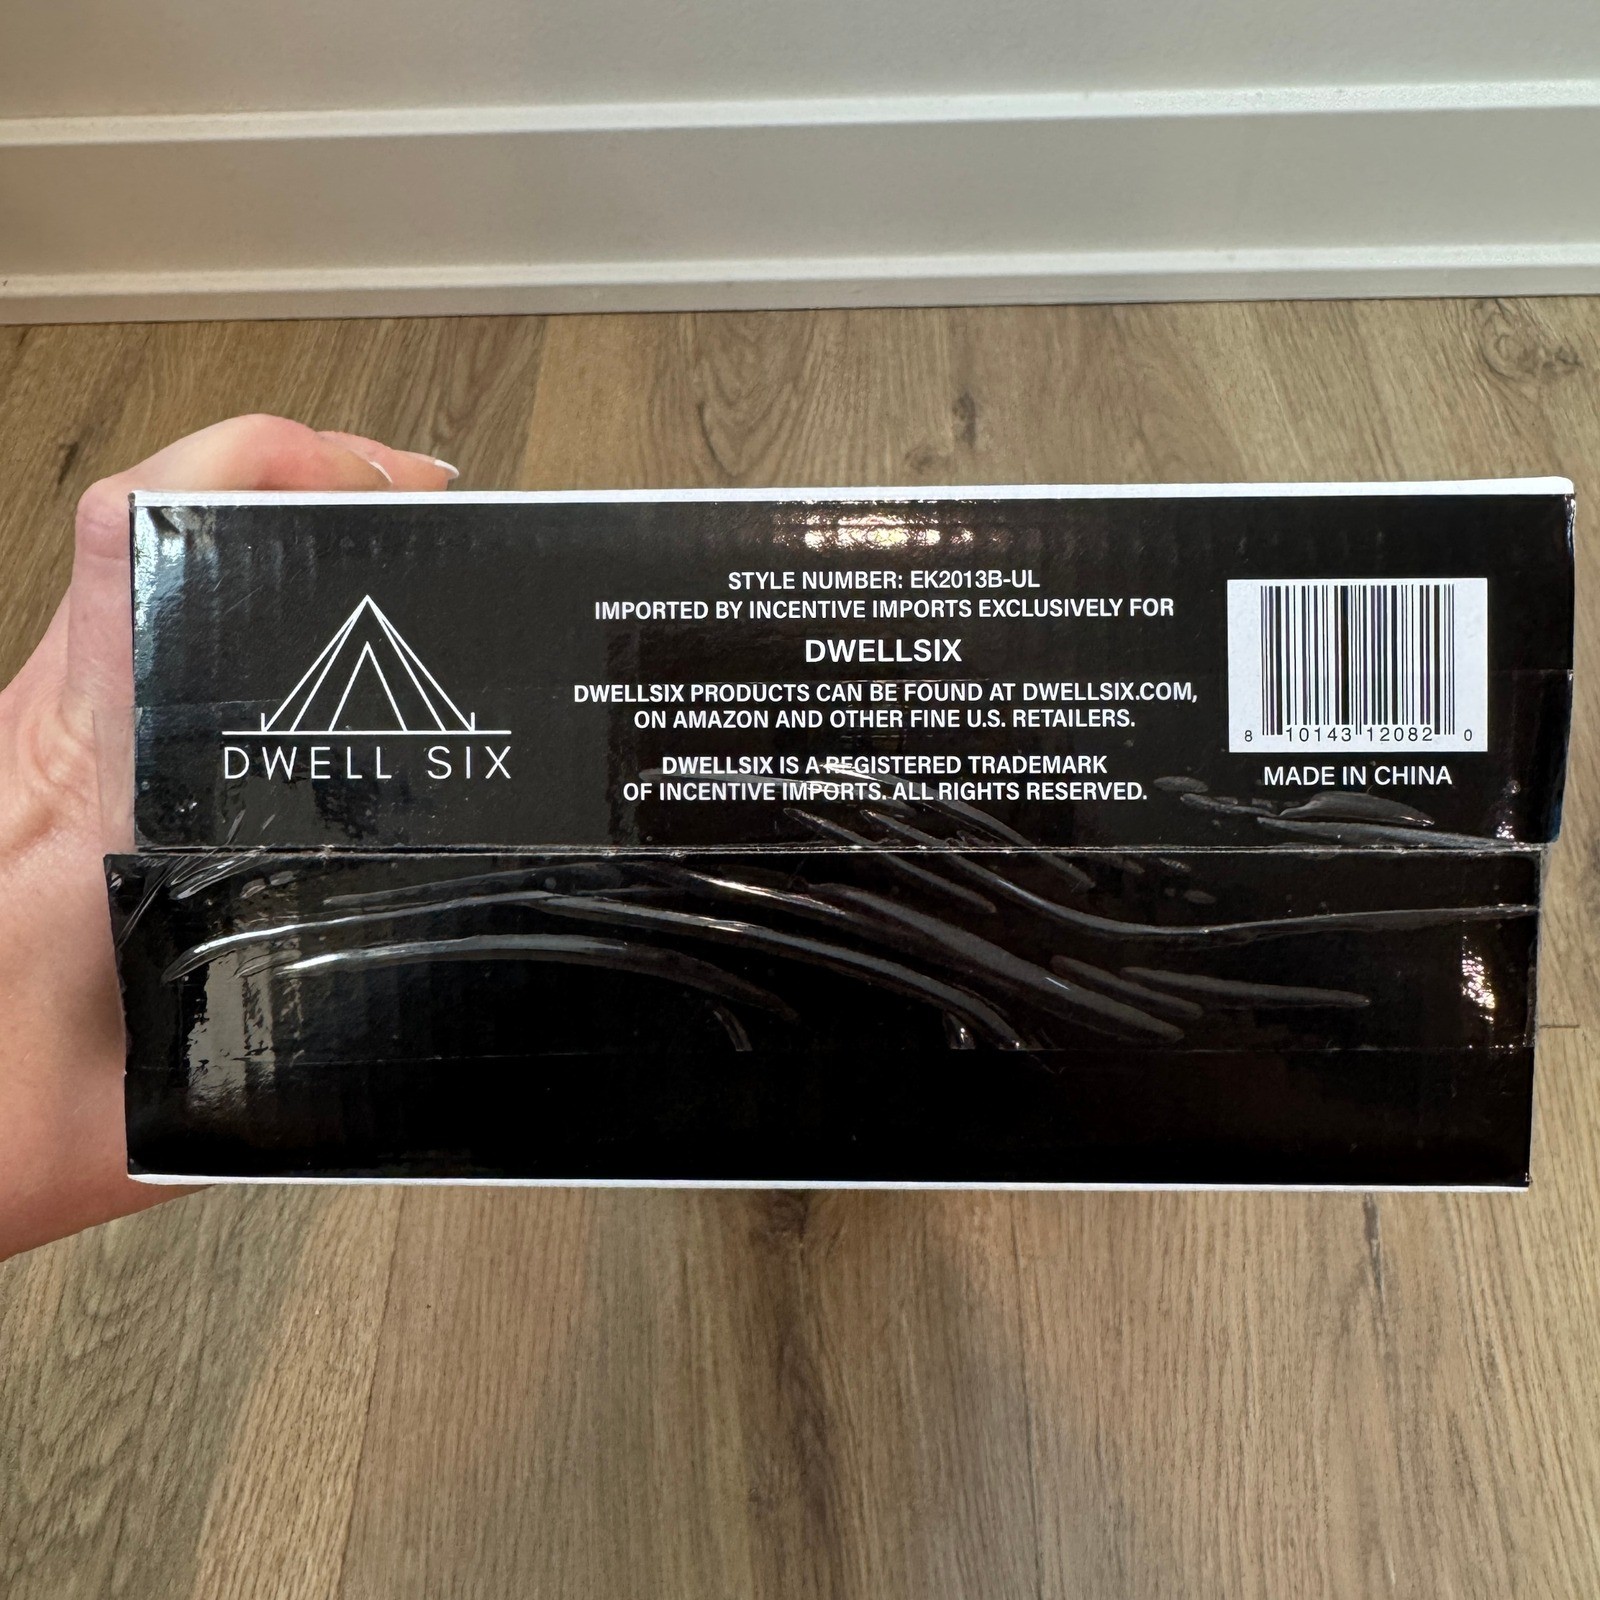 DWELL SIX
STYLE NUMBER: EK2013B-UL
IMPORTED BY INCENTIVE IMPORTS EXCLUSIVELY FOR
DWELLSIX
DWELLSIX PRODUCTS CAN BE FOUND AT DWELLSIX.COM,
ON AMAZON AND OTHER FINE U.S. RETAILERS.
DWELLSIX IS A REGISTERED TRADEMARK
OF INCENTIVE IMPORTS. ALL RIGHTS RESERVED.
8 10143 12082 0
MADE IN CHINA